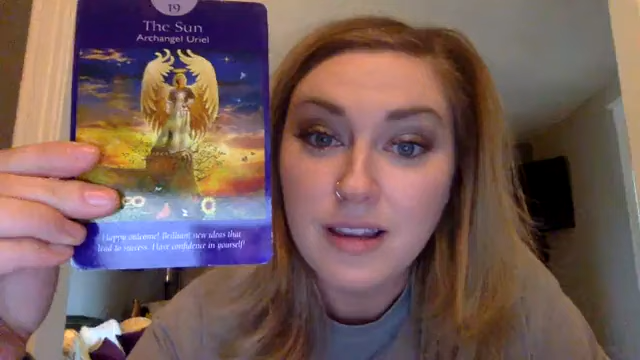 19
The Sun
Archangel Uriel
Happy outcome! Brilliant new ideas that
lead to success. Have confidence in yourself!